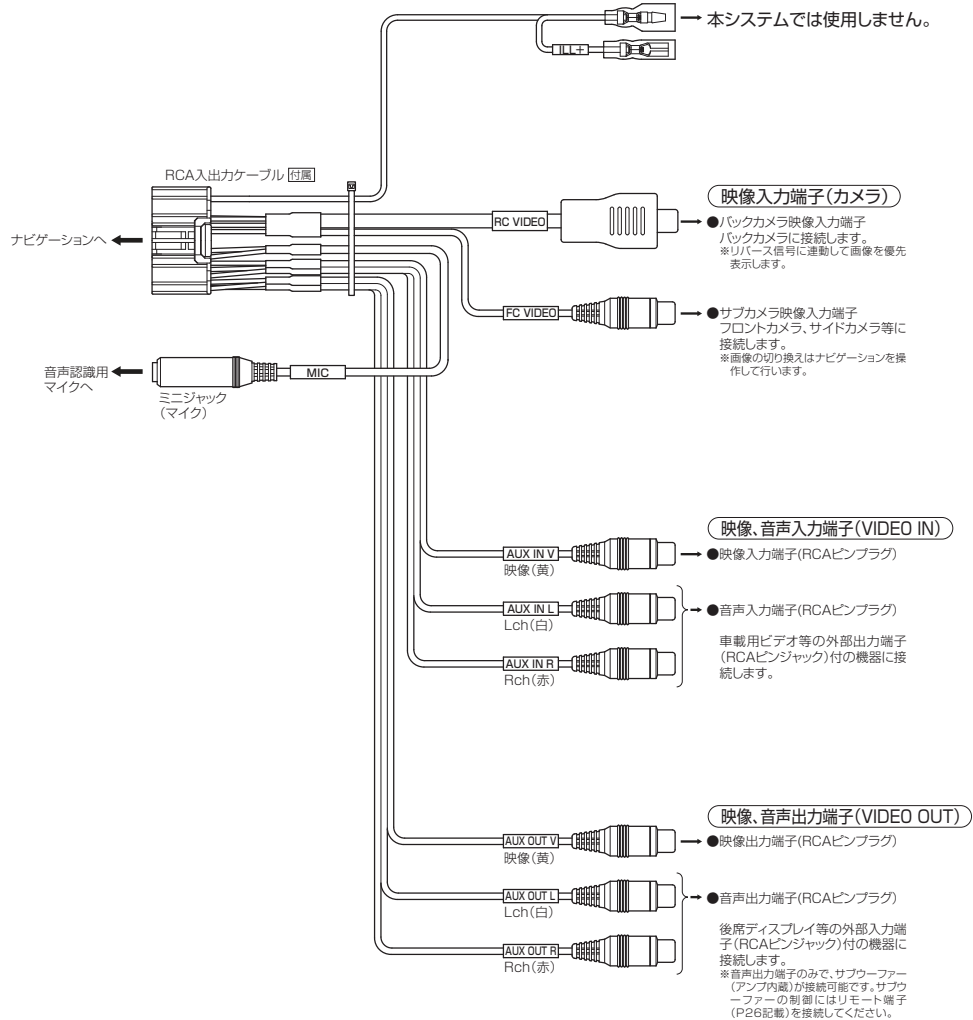 本システムでは使用しません。
ILL+
RCA入出力ケーブル 付属
ナビゲーションへ
RC VIDEO
映像入力端子(カメラ)
●バックカメラ映像入力端子
バックカメラに接続します。
※リバース信号に連動して画像を優先
表示します。
FC VIDEO
●サブカメラ映像入力端子
フロントカメラ、サイドカメラ等に
接続します。
※画像の切り換えはナビゲーションを操
作して行います。
音声認識用
マイクへ
MIC
ミニジャック
(マイク)
映像、音声入力端子(VIDEO IN)
AUX IN V
映像(黄)
●映像入力端子(RCAピンプラグ)
AUX IN L
Lch(白)
●音声入力端子(RCAピンプラグ)
車載用ビデオ等の外部出力端子
(RCAピンジャック)付の機器に接
続します。
AUX IN R
Rch(赤)
映像、音声出力端子(VIDEO OUT)
AUX OUT V
映像(黄)
●映像出力端子(RCAピンプラグ)
AUX OUT L
Lch(白)
●音声出力端子(RCAピンプラグ)
後席ディスプレイ等の外部入力端
子(RCAピンジャック)付の機器に
接続します。
※音声出力端子のみで、サブウーファー
(アンプ内蔵)が接続可能です。サブウ
ーファーの制御にはリモート端子
(P26記載)を接続してください。
AUX OUT R
Rch(赤)